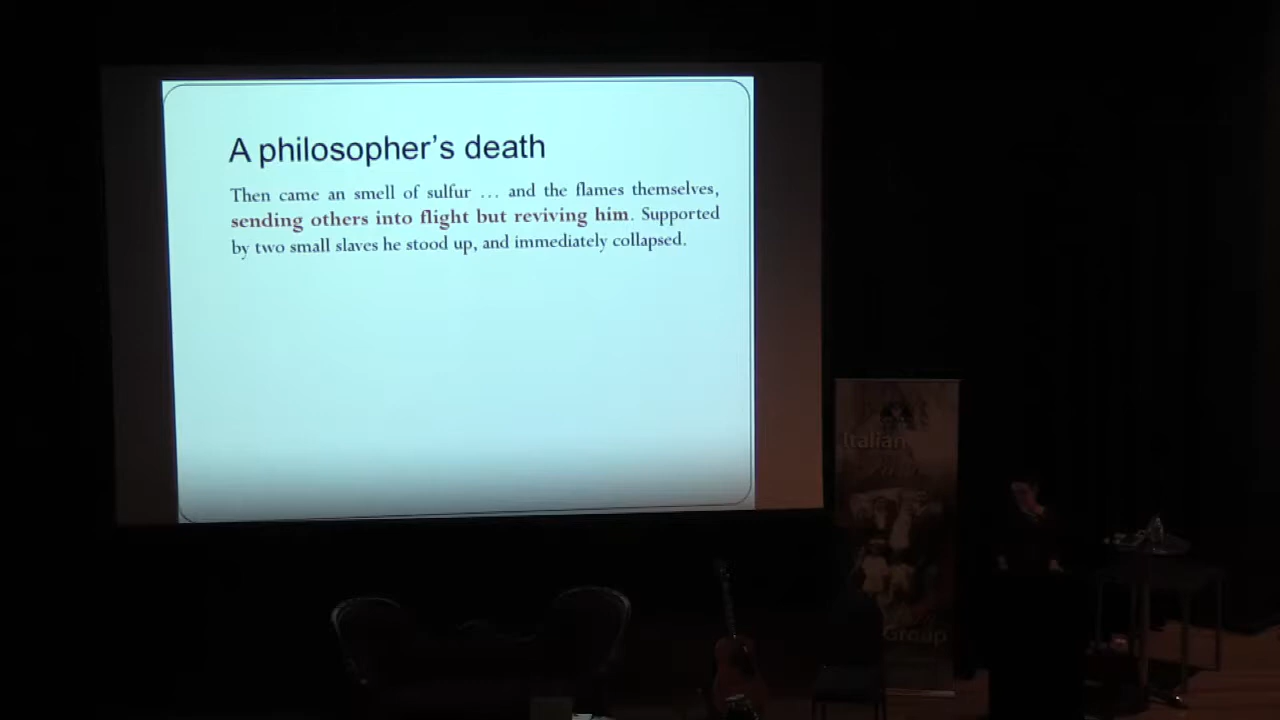 A philosopher's death
Then came an smell of sulfur … and the flames themselves,
sending others into flight but reviving him. Supported
by two small slaves he stood up, and immediately collapsed.
Italian
Group